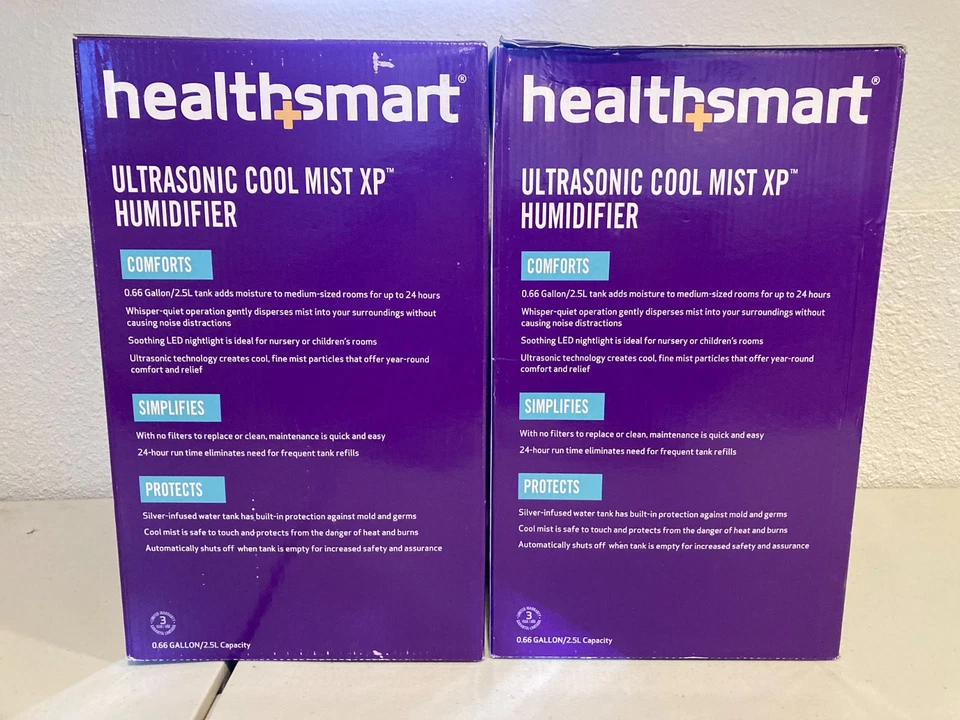 healthsmart®
ULTRASONIC COOL MIST XP™
HUMIDIFIER
COMFORTS
0.66 Gallon/2.5L tank adds moisture to medium-sized rooms for up to 24 hours
Whisper-quiet operation gently disperses mist into your surroundings without
causing noise distractions
Soothing LED nightlight is ideal for nursery or children's rooms
Ultrasonic technology creates cool, fine mist particles that offer year-round
comfort and relief
SIMPLIFIES
With no filters to replace or clean, maintenance is quick and easy
24-hour run time eliminates need for frequent tank refills
PROTECTS
Silver-infused water tank has built-in protection against mold and germs
Cool mist is safe to touch and protects from the danger of heat and burns
Automatically shuts off when tank is empty for increased safety and assurance
3
0.66 GALLON/2.5L Capacity
healthsmart®
ULTRASONIC COOL MIST XP™
HUMIDIFIER
COMFORTS
0.66 Gallon/2.5L tank adds moisture to medium-sized rooms for up to 24 hours
Whisper-quiet operation gently disperses mist into your surroundings without
causing noise distractions
Soothing LED nightlight is ideal for nursery or children's rooms
Ultrasonic technology creates cool, fine mist particles that offer year-round
comfort and relief
SIMPLIFIES
With no filters to replace or clean, maintenance is quick and easy
24-hour run time eliminates need for frequent tank refills
PROTECTS
Silver-infused water tank has built-in protection against mold and germs
Cool mist is safe to touch and protects from the danger of heat and burns
Automatically shuts off when tank is empty for increased safety and assurance
3
0.66 GALLON/2.5L Capacity